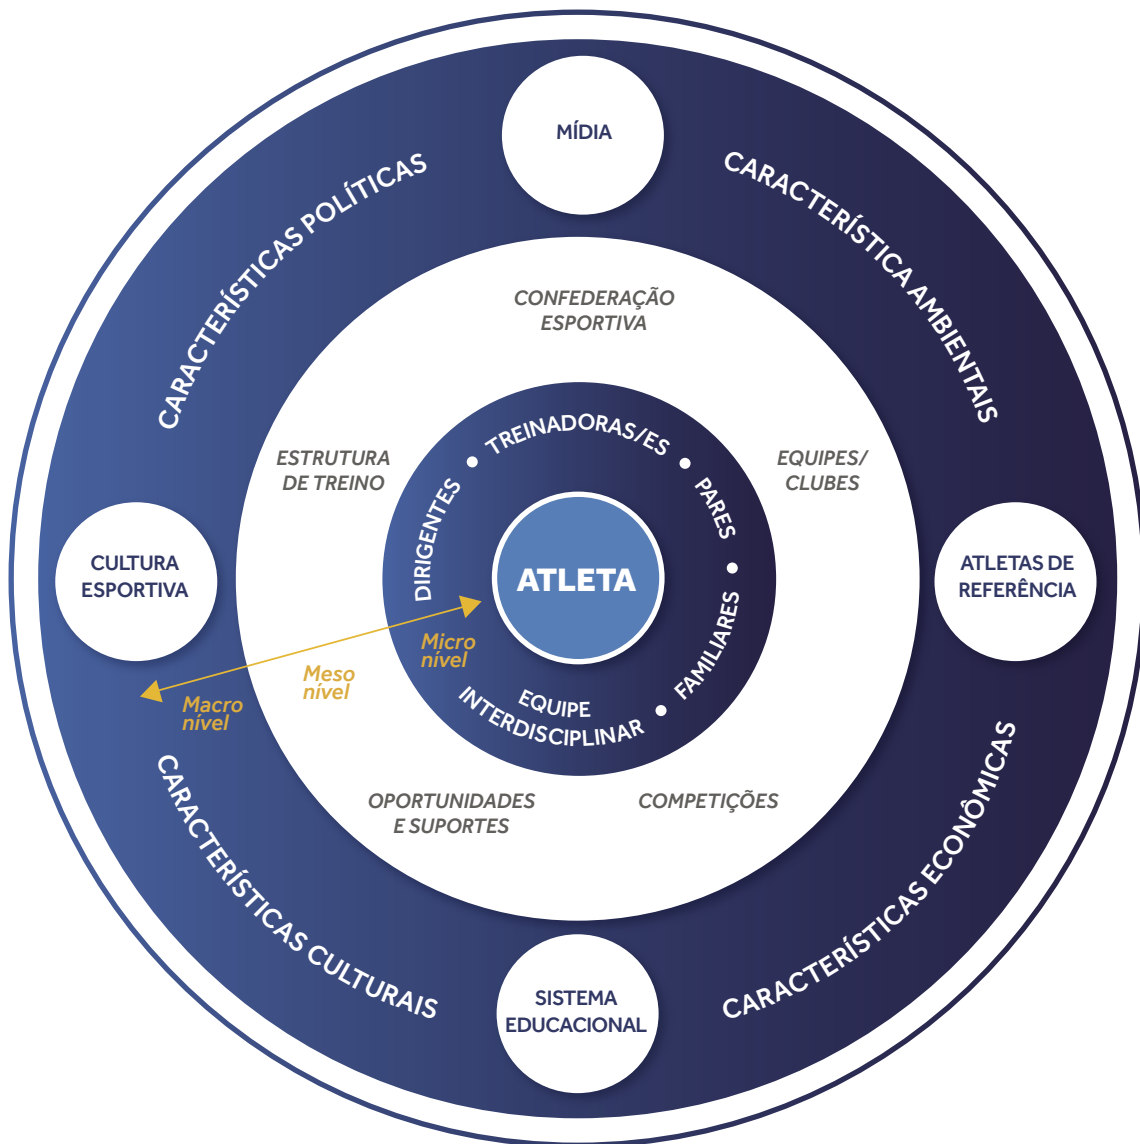 MÍDIA
CARACTERÍSTICAS POLÍTICAS
CARACTERÍSTICA AMBIENTAIS
CONFEDERAÇÃO
ESPORTIVA
ESTRUTURA
DE TREINO
EQUIPES/
CLUBES
DIRIGENTES • TREINADORAS/ES • PARES • FAMILIARES •
EQUIPE
INTERDISCIPLINAR
ATLETA
CULTURA
ESPORTIVA
ATLETAS DE
REFERÊNCIA
Micro
nível
Meso
nível
Macro
nível
OPORTUNIDADES
E SUPORTES
COMPETIÇÕES
CARACTERÍSTICAS CULTURAIS
CARACTERÍSTICAS ECONÔMICAS
SISTEMA
EDUCACIONAL